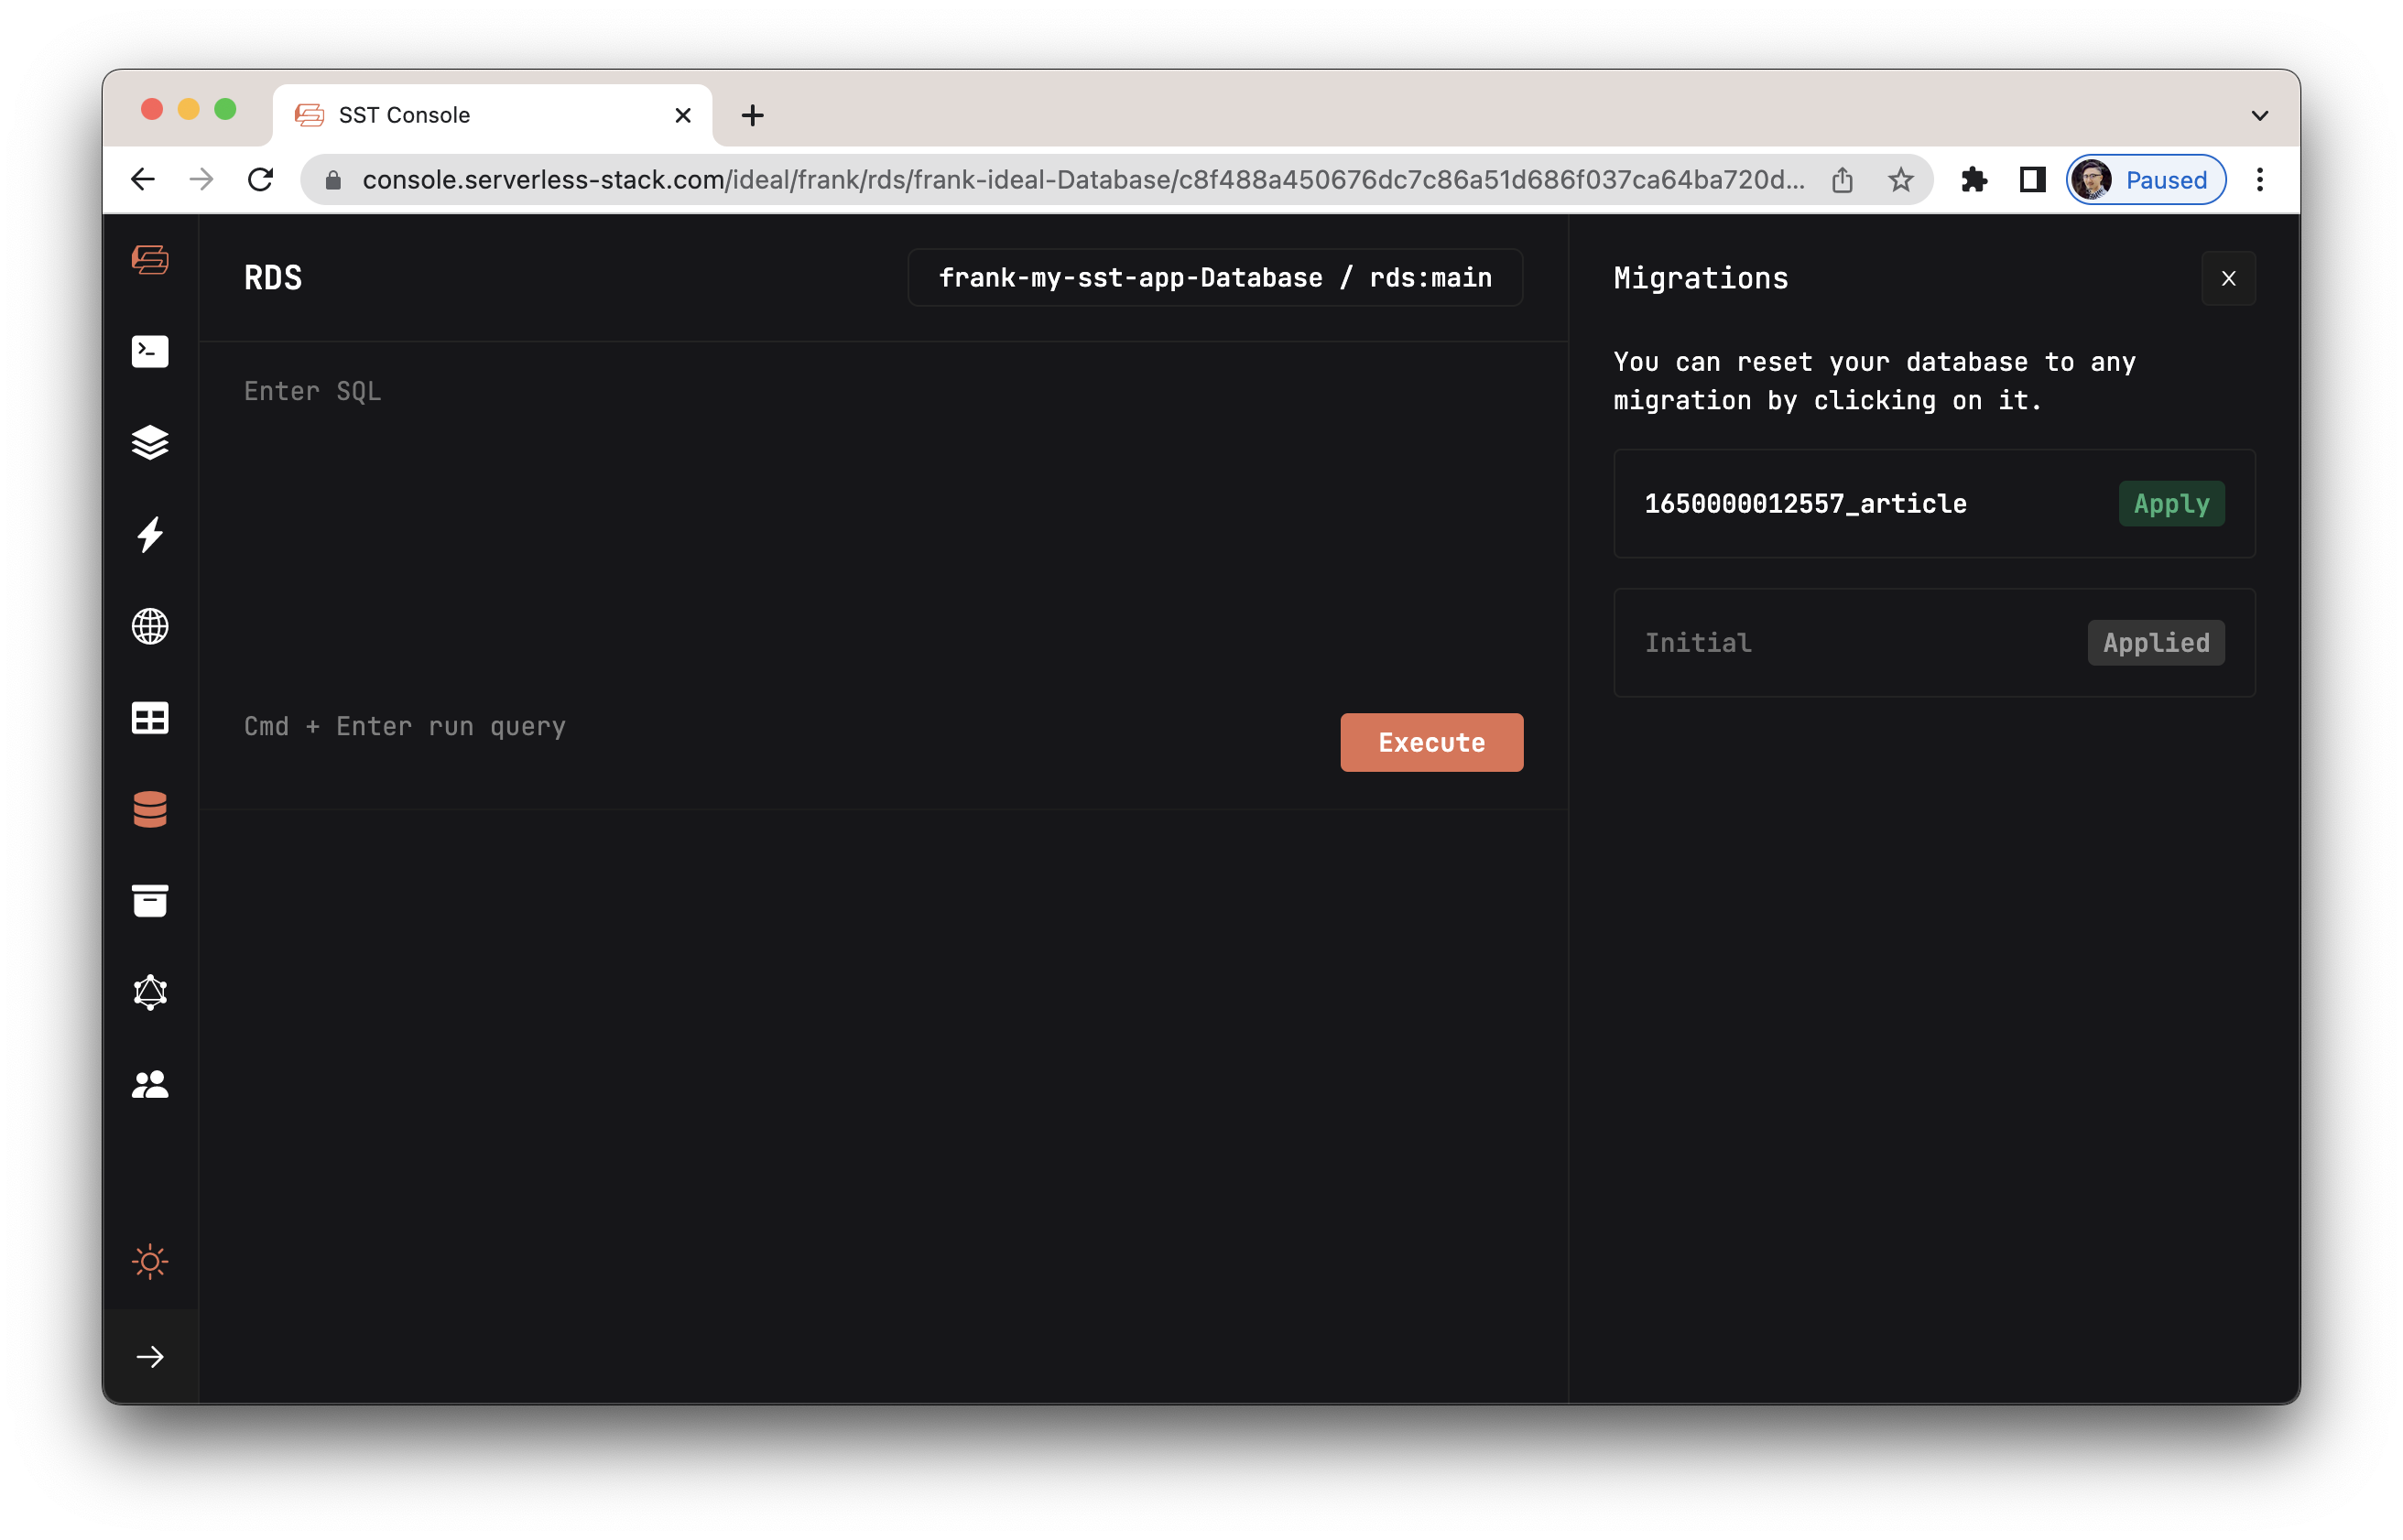 SST Console
console.serverless-stack.com/ideal/frank/rds/frank-ideal-Database/c8f488a450676dc7c86a51d686f037ca64ba720d...
Paused
RDS
frank-my-sst-app-Database / rds:main
Enter SQL
Cmd + Enter run query
Execute
Migrations
X
You can reset your database to any
migration by clicking on it.
1650000012557_article
Apply
Initial
Applied